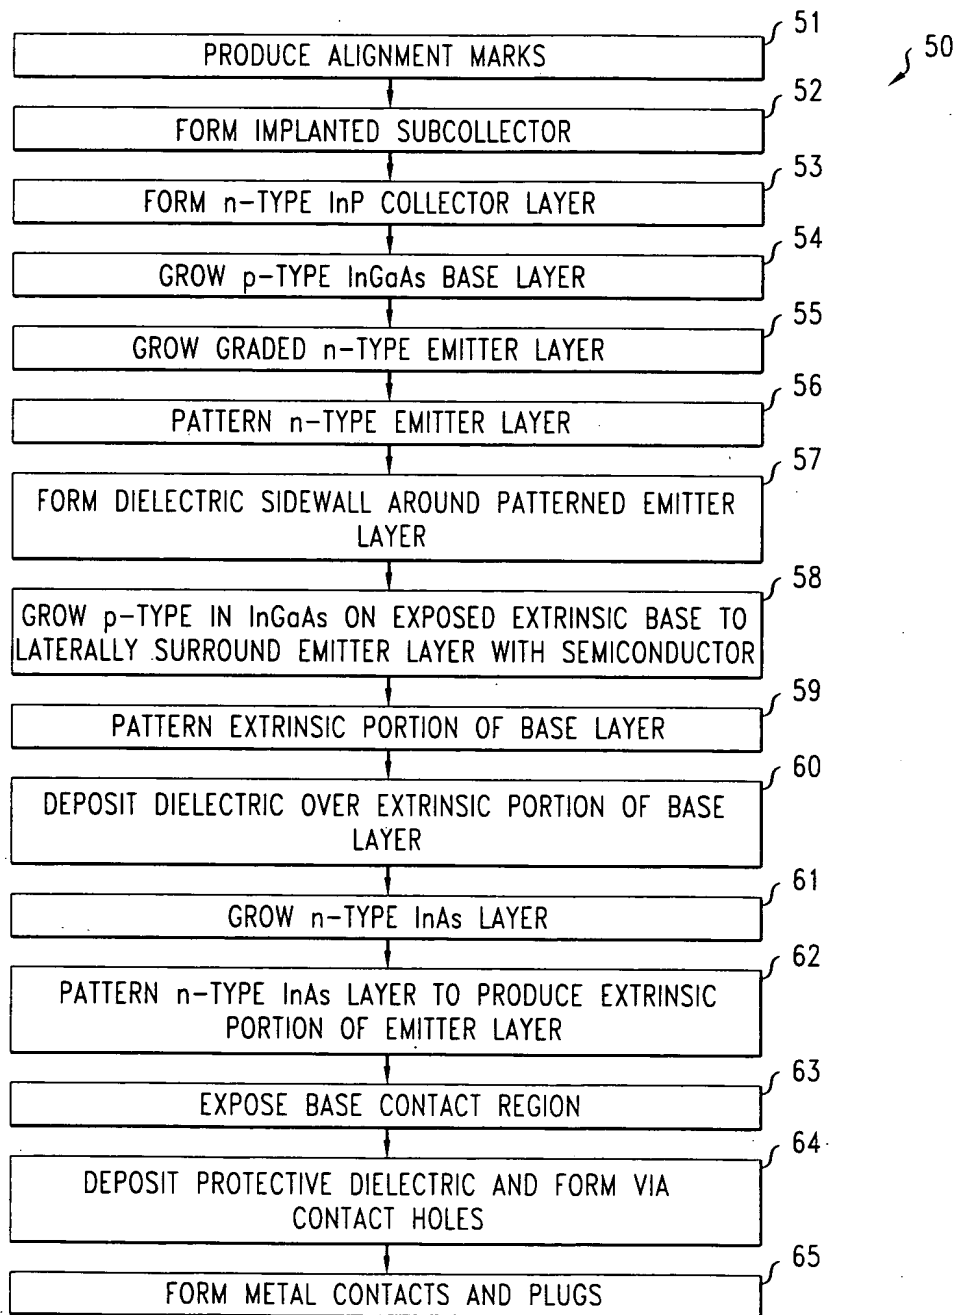 50
51
PRODUCE ALIGNMENT MARKS
52
FORM IMPLANTED SUBCOLLECTOR
53
FORM n-TYPE InP COLLECTOR LAYER
54
GROW p-TYPE InGaAs BASE LAYER
55
GROW GRADED n-TYPE EMITTER LAYER
56
PATTERN n-TYPE EMITTER LAYER
57
FORM DIELECTRIC SIDEWALL AROUND PATTERNED EMITTER
LAYER
58
GROW p-TYPE IN InGaAs ON EXPOSED EXTRINSIC BASE TO
LATERALLY SURROUND EMITTER LAYER WITH SEMICONDUCTOR
59
PATTERN EXTRINSIC PORTION OF BASE LAYER
60
DEPOSIT DIELECTRIC OVER EXTRINSIC PORTION OF BASE
LAYER
61
GROW n-TYPE InAs LAYER
62
PATTERN n-TYPE InAs LAYER TO PRODUCE EXTRINSIC
PORTION OF EMITTER LAYER
63
EXPOSE BASE CONTACT REGION
64
DEPOSIT PROTECTIVE DIELECTRIC AND FORM VIA
CONTACT HOLES
65
FORM METAL CONTACTS AND PLUGS